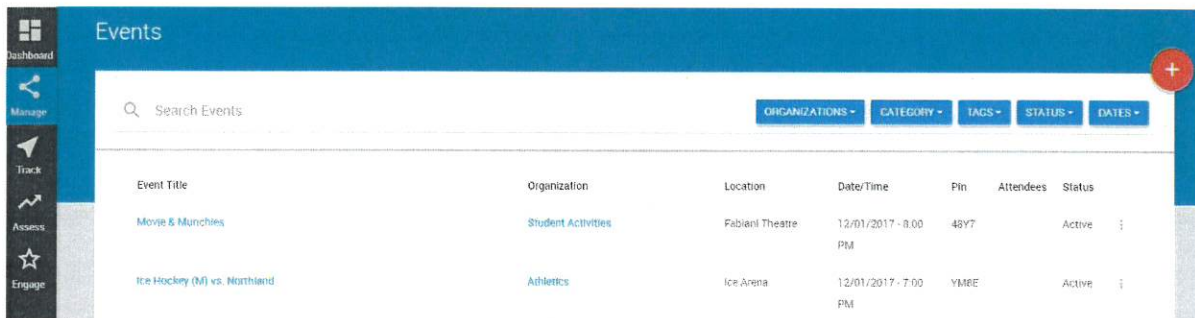 Events
Dashboard
Manage
Track
Assess
Engage
+
Search Events
ORGANIZATIONS CATEGORY TAGS STATUS DATES
Event Title Organization Location Date/Time Pin Attendees Status
Movie & Munchies Student Activities Fabiani Theatre 12/01/2017 - 8:00 48Y7 Active
PM
Ice Hockey (M) vs. Northland Athletics Ice Arena 12/01/2017 - 7:00 YM8E Active
PM